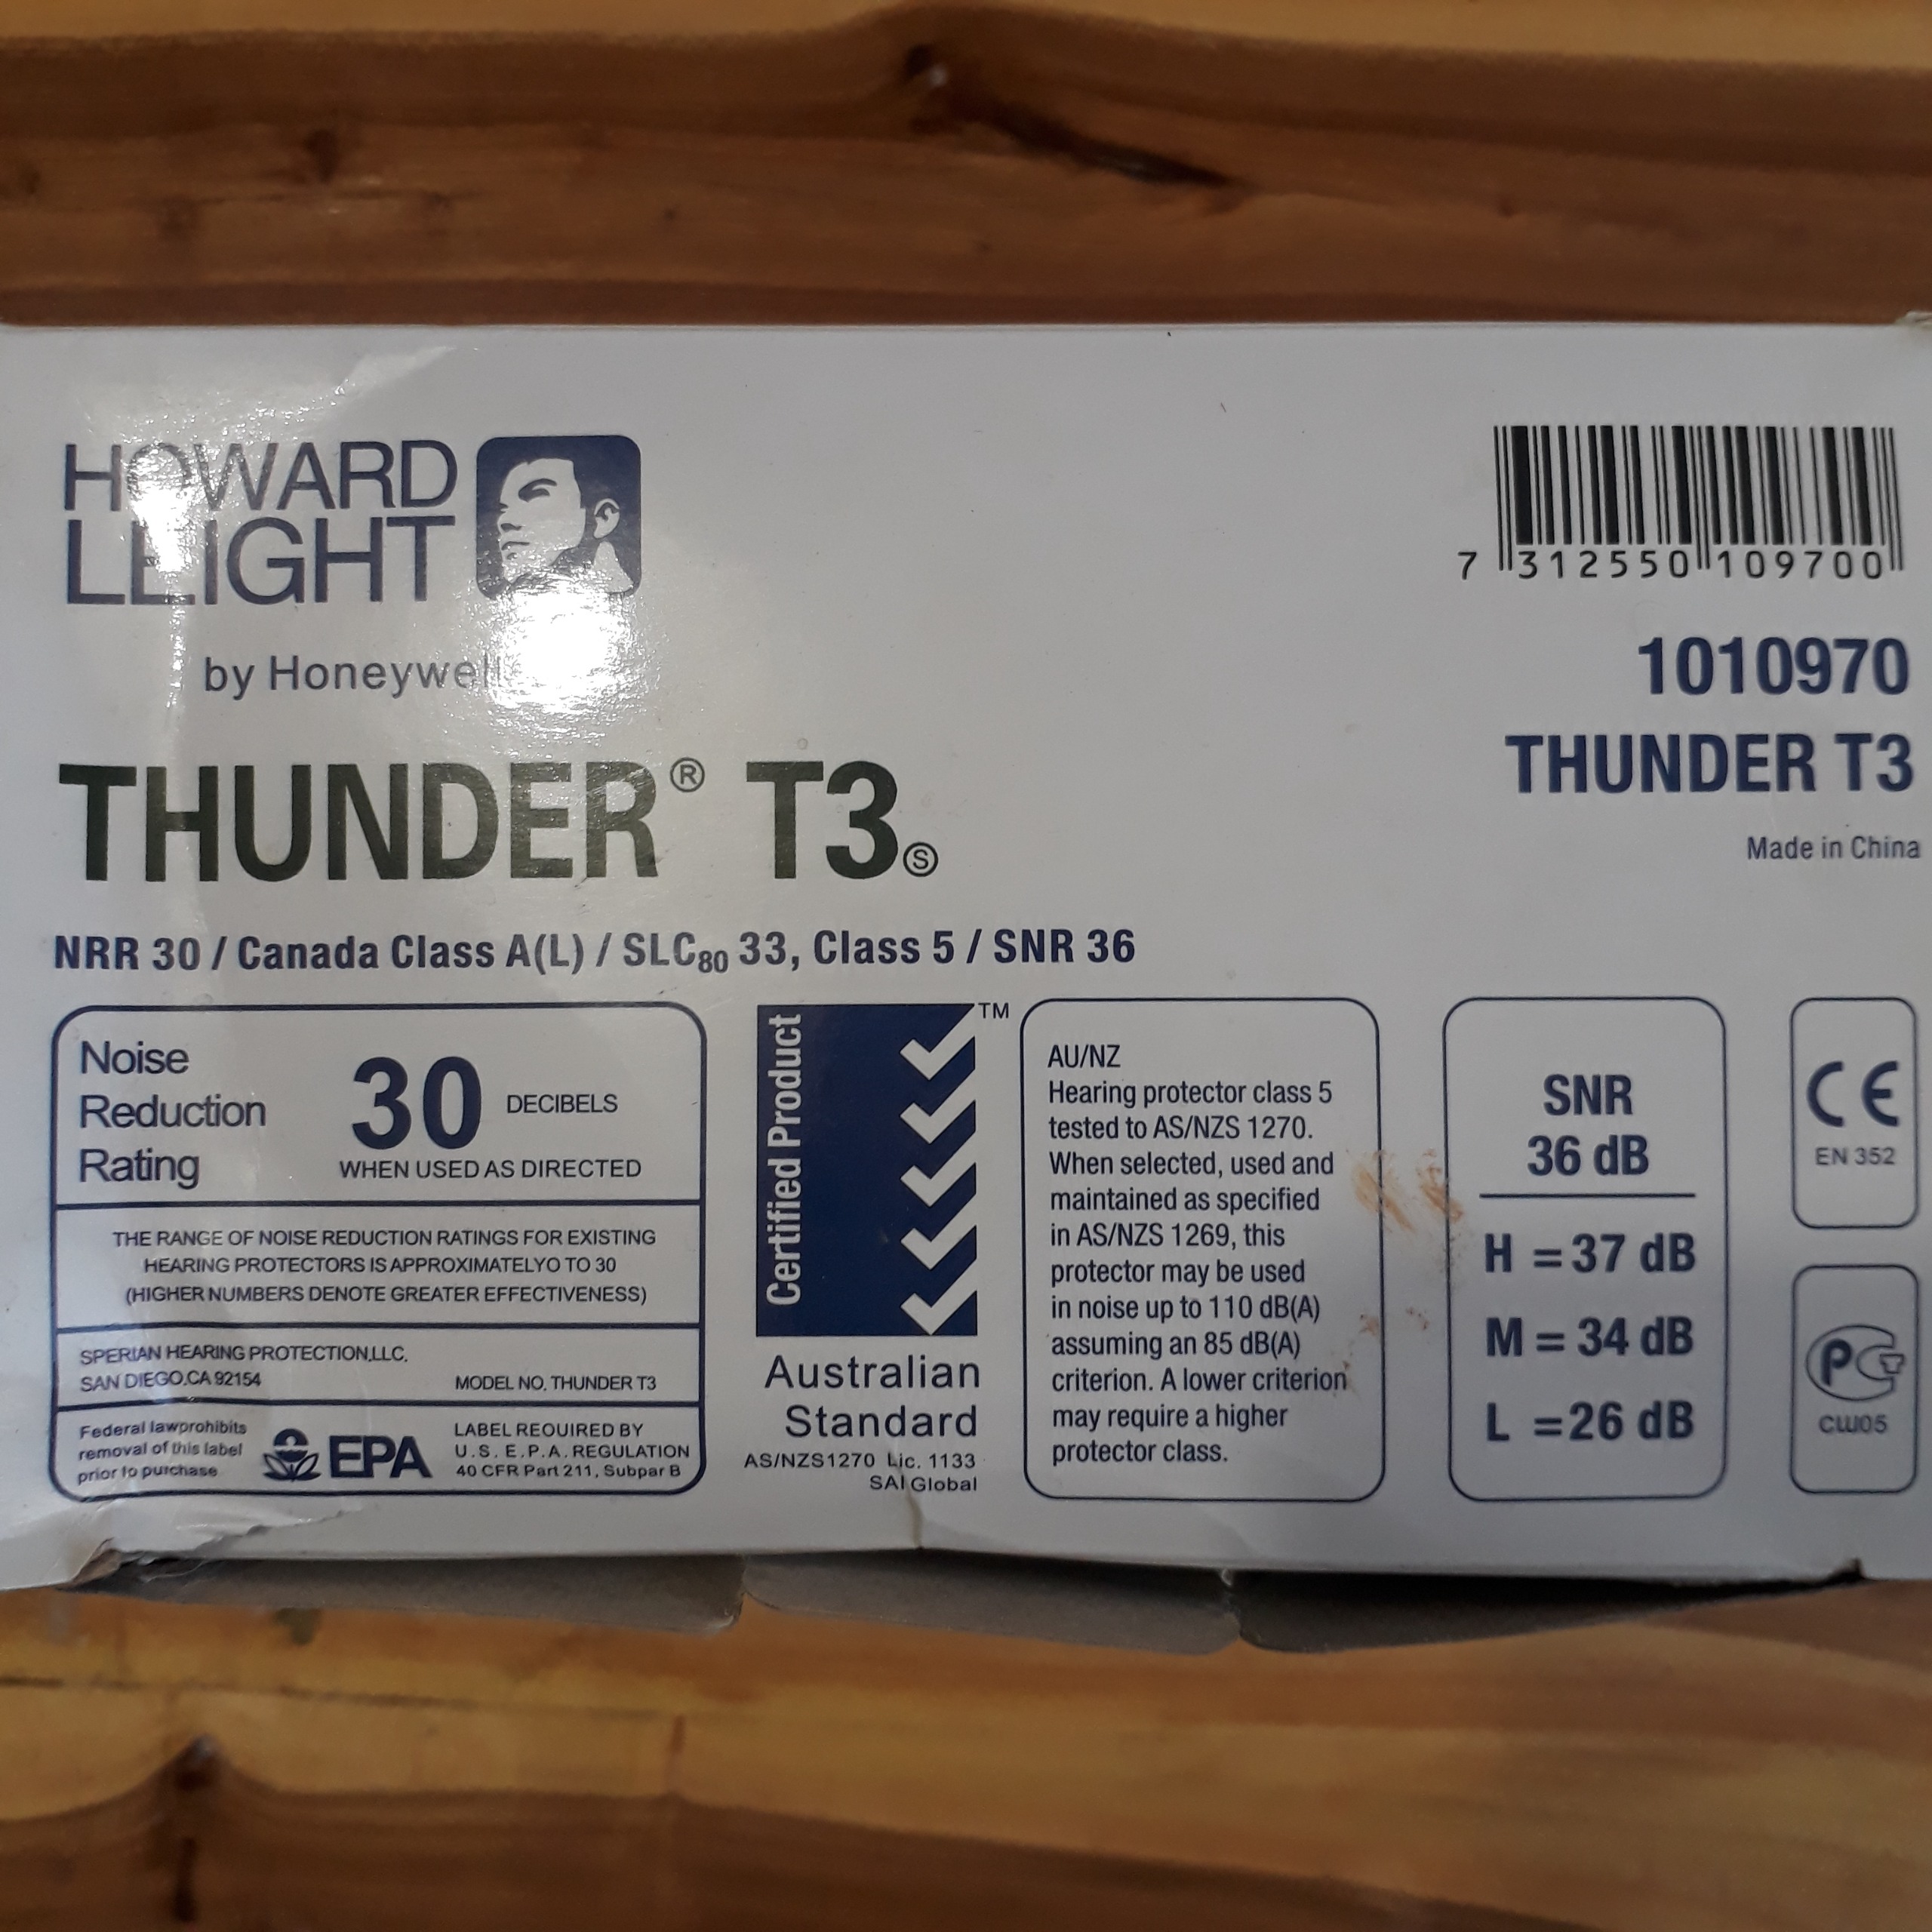 HOWARD
LEIGHT
by Honeywell
THUNDER® T3Ⓢ
NRR 30 / Canada Class A(L) / SLC80 33, Class 5 / SNR 36
7 312550 109700
1010970
THUNDER T3
Made in China
Noise
Reduction
Rating
30 DECIBELS
WHEN USED AS DIRECTED
THE RANGE OF NOISE REDUCTION RATINGS FOR EXISTING
HEARING PROTECTORS IS APPROXIMATELYO TO 30
(HIGHER NUMBERS DENOTE GREATER EFFECTIVENESS)
SPERIAN HEARING PROTECTION,LLC.
SAN DIEGO,CA 92154
MODEL NO. THUNDER T3
Federal lawprohibits
removal of this label
prior to purchase
EPA
LABEL REOUIRED BY
U.S. E.P.A. REGULATION
40 CFR Part 211, Subpar B
Certified Product
TM
Australian
Standard
AS/NZS1270 Lic. 1133
SAI Global
AU/NZ
Hearing protector class 5
tested to AS/NZS 1270.
When selected, used and
maintained as specified
in AS/NZS 1269, this
protector may be used
in noise up to 110 dB(A)
assuming an 85 dB(A)
criterion. A lower criterion
may require a higher
protector class.
SNR
36 dB
H = 37 dB
M = 34 dB
L = 26 dB
CE
EN 352
РСТ
СШ05